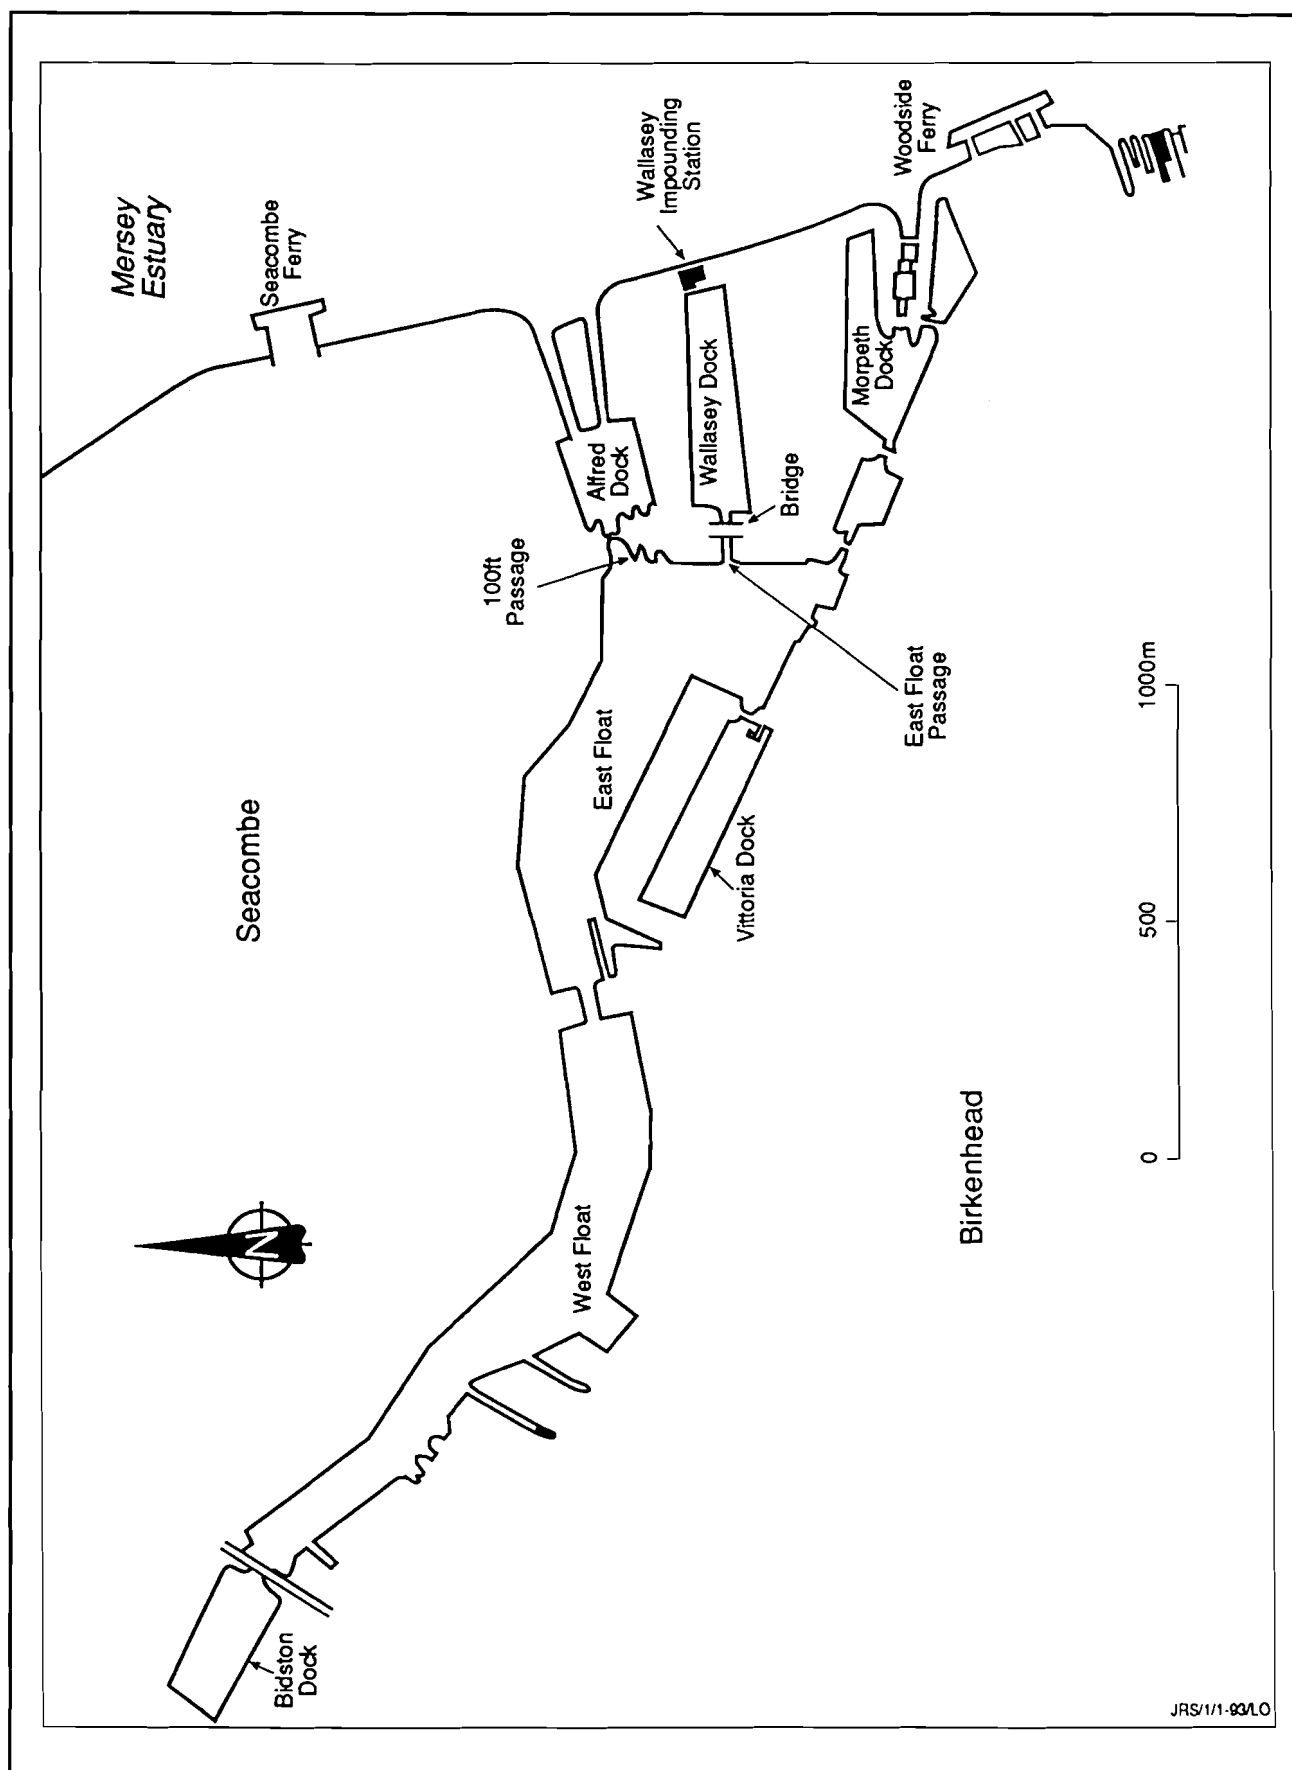 Mersey
Estuary
Seacombe
Ferry
Wallasey
Impounding
Station
Woodside
Ferry
Seacombe
100ft
Passage
Alfred
Dock
Wallasey Dock
Bridge
Morpeth
Dock
East Float
East Float
Passage
Vittoria Dock
N
West Float
Bidston
Dock
Birkenhead
0
500
1000m
JRS/1/1-93/LO